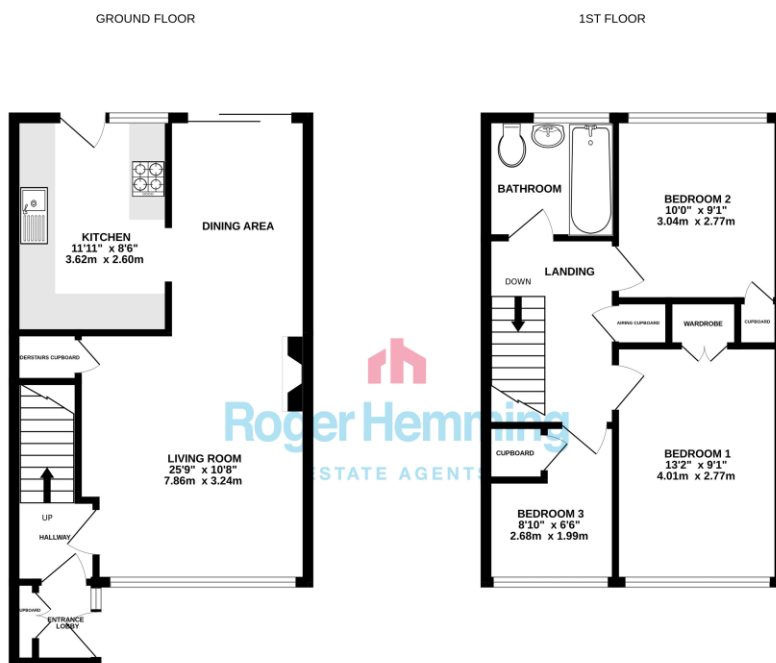 GROUND FLOOR
1ST FLOOR
KITCHEN
11'11" x 8'6"
3.62m x 2.60m
DINING AREA
DERSTAIRS CUPBOARD
LIVING ROOM
25'9" x 10'8"
7.86m x 3.24m
UP
HALLWAY
UPBOARD
ENTRANCE
LOBBY
BATHROOM
BEDROOM 2
10'0" x 9'1"
3.04m x 2.77m
LANDING
DOWN
AIRING CUPBOARD
WARDROBE
CUPBOARD
CUPBOARD
BEDROOM 1
13'2" x 9'1"
4.01m x 2.77m
BEDROOM 3
8'10" x 6'6"
2.68m x 1.99m
Roger Hemming
ESTATE AGENTS